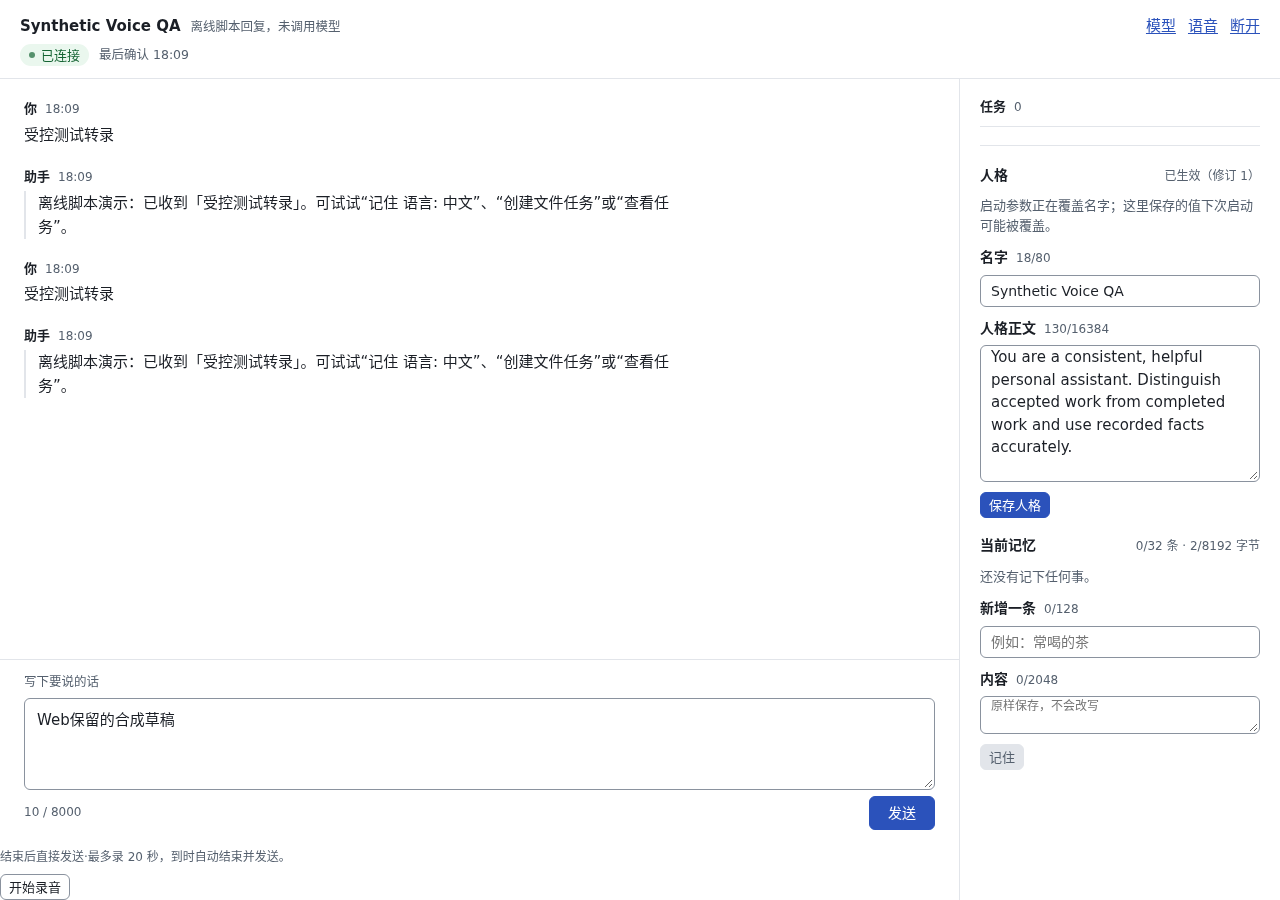 Synthetic Voice QA 离线脚本回复，未调用模型
模型 语音 断开
已连接 最后确认 18:09
你 18:09
受控测试转录
助手 18:09
离线脚本演示：已收到「受控测试转录」。可试试“记住 语言: 中文”、“创建文件任务”或“查看任
务”。
你 18:09
受控测试转录
助手 18:09
离线脚本演示：已收到「受控测试转录」。可试试“记住 语言: 中文”、“创建文件任务”或“查看任
务”。
写下要说的话
Web保留的合成草稿
10 / 8000
发送
结束后直接发送·最多录 20 秒，到时自动结束并发送。
开始录音
任务 0
人格 已生效（修订 1）
启动参数正在覆盖名字；这里保存的值下次启动
可能被覆盖。
名字 18/80
Synthetic Voice QA
人格正文 130/16384
You are a consistent, helpful
personal assistant. Distinguish
accepted work from completed
work and use recorded facts
accurately.
保存人格
当前记忆 0/32 条 · 2/8192 字节
还没有记下任何事。
新增一条 0/128
例如：常喝的茶
内容 0/2048
原样保存，不会改写
记住